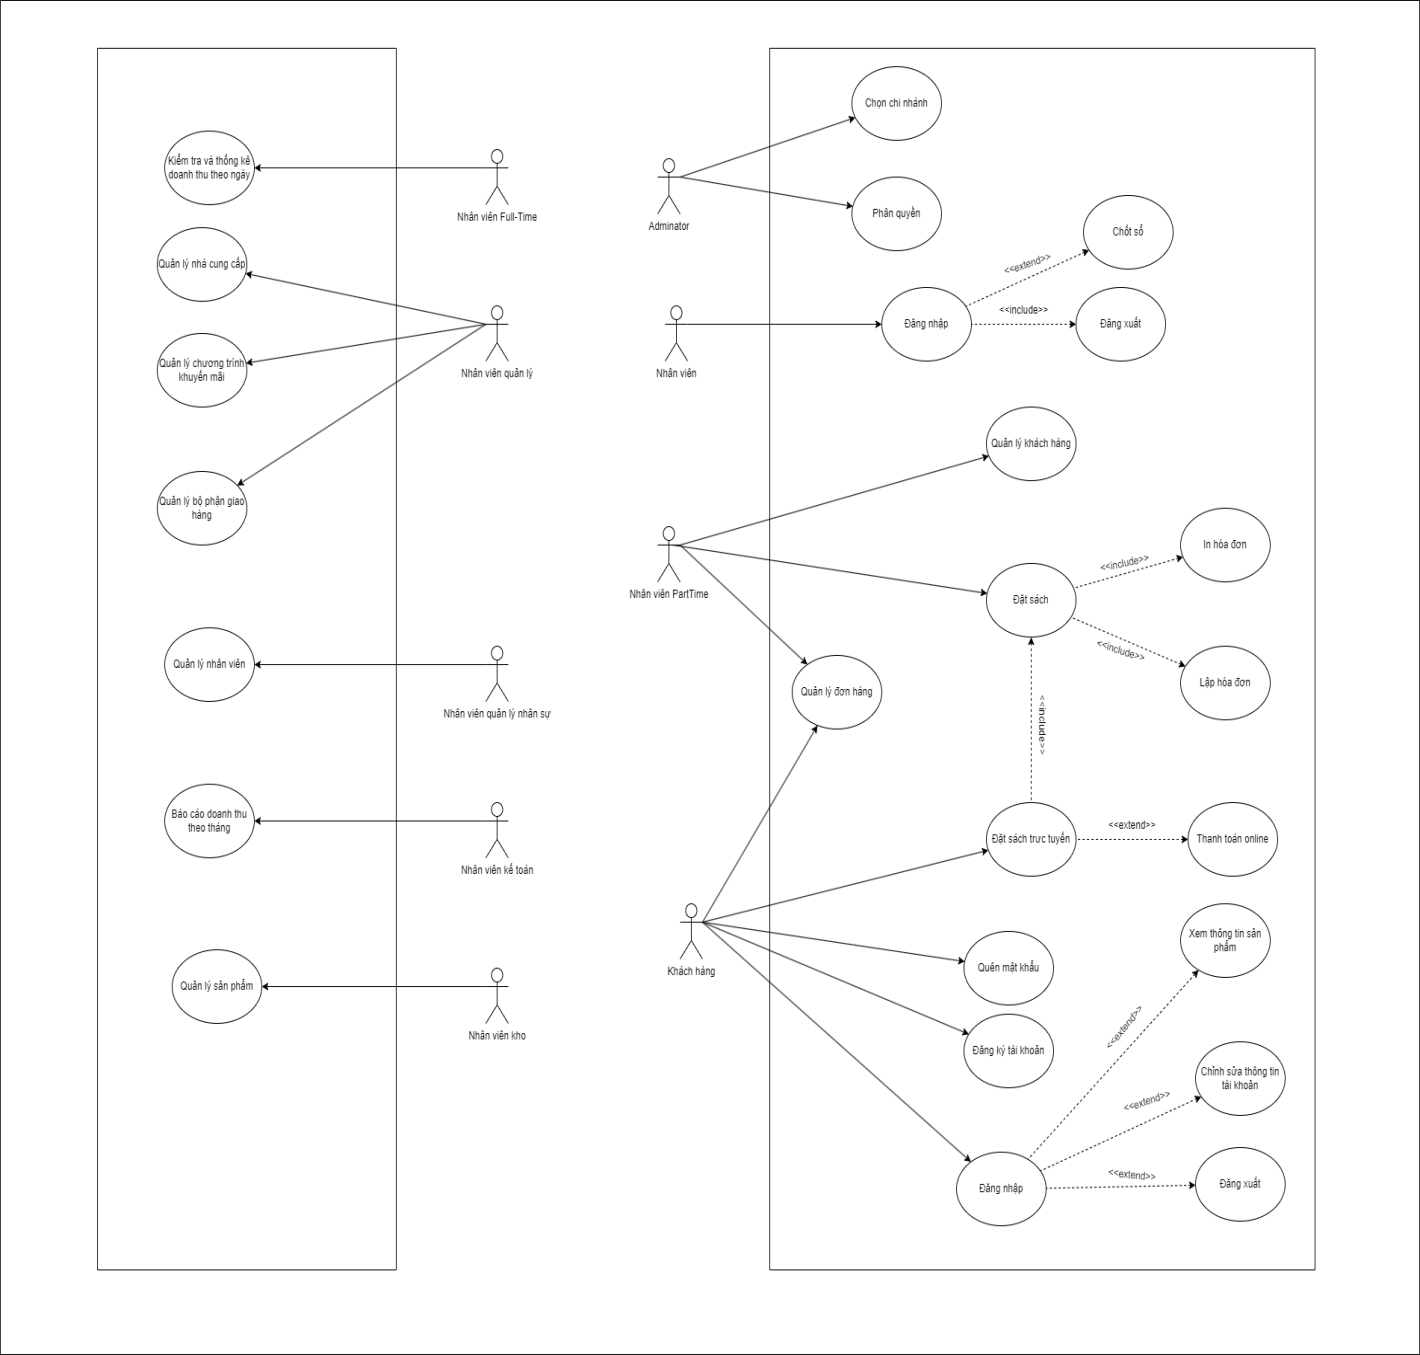 Kiểm tra và thống kê
doanh thu theo ngày
Nhân viên Full-Time
Quản lý nhà cung cấp
Quản lý chương trình
khuyến mãi
Nhân viên quản lý
Quản lý bộ phận giao
hàng
Quản lý nhân viên
Nhân viên quản lý nhân sự
Báo cáo doanh thu
theo tháng
Nhân viên kế toán
Quản lý sản phẩm
Nhân viên kho
Chọn chi nhánh
Adminator
Phân quyền
Chốt sổ
<<extend>>
Nhân viên
Đăng nhập
<<include>>
Đăng xuất
Quản lý khách hàng
Nhân viên PartTime
Đặt sách
<<include>>
In hóa đơn
<<include>>
Lập hóa đơn
Quản lý đơn hàng
<<include>>
Đặt sách trưc tuyến
<<extend>>
Thanh toán online
Khách hàng
Quên mật khẩu
Đăng ký tài khoản
Xem thông tin sản
phẩm
<<extend>>
Chỉnh sửa thông tin
tài khoản
<<extend>>
Đăng nhập
<<extend>>
Đăng xuất